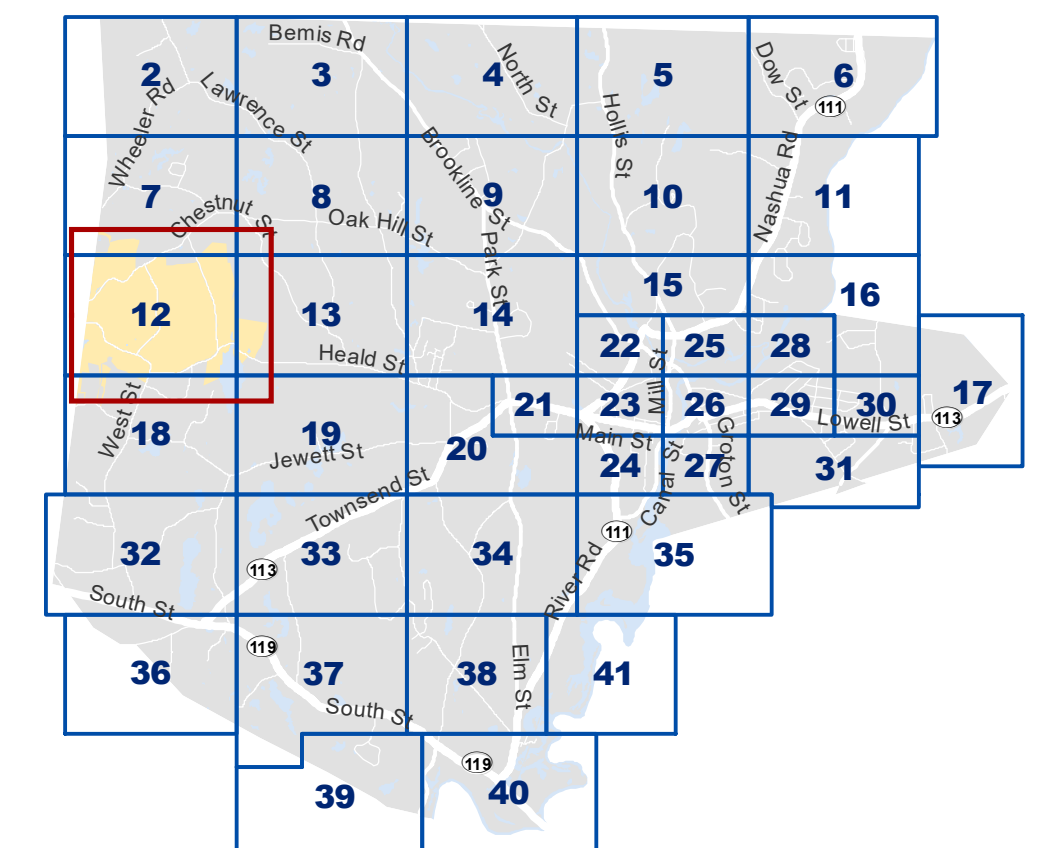 Bemis Rd
2
3
4
North St
5
Dow St
6
111
Wheeler Rd
Lawrence St
Brookline St
Hollis St
Nashua Rd
7
8
9
10
11
Chestnut St
Oak Hill St
Park St
12
13
14
15
16
Heald St
22
Mill St
25
28
17
West St
21
23
26
29
30
113
Lowell St
18
19
20
Main St
Groton St
Jewett St
24
Canal St
27
31
Townsend St
32
33
34
111
35
113
River Rd
South St
119
36
37
38
Elm St
41
South St
119
39
40